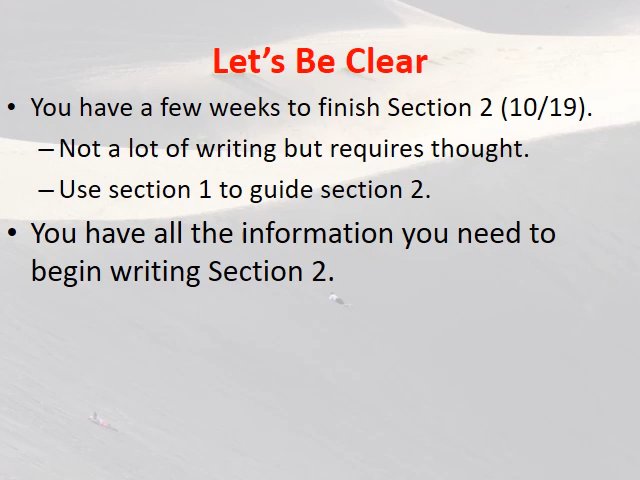 Let's Be Clear
• You have a few weeks to finish Section 2 (10/19).
– Not a lot of writing but requires thought.
– Use section 1 to guide section 2.
• You have all the information you need to
begin writing Section 2.